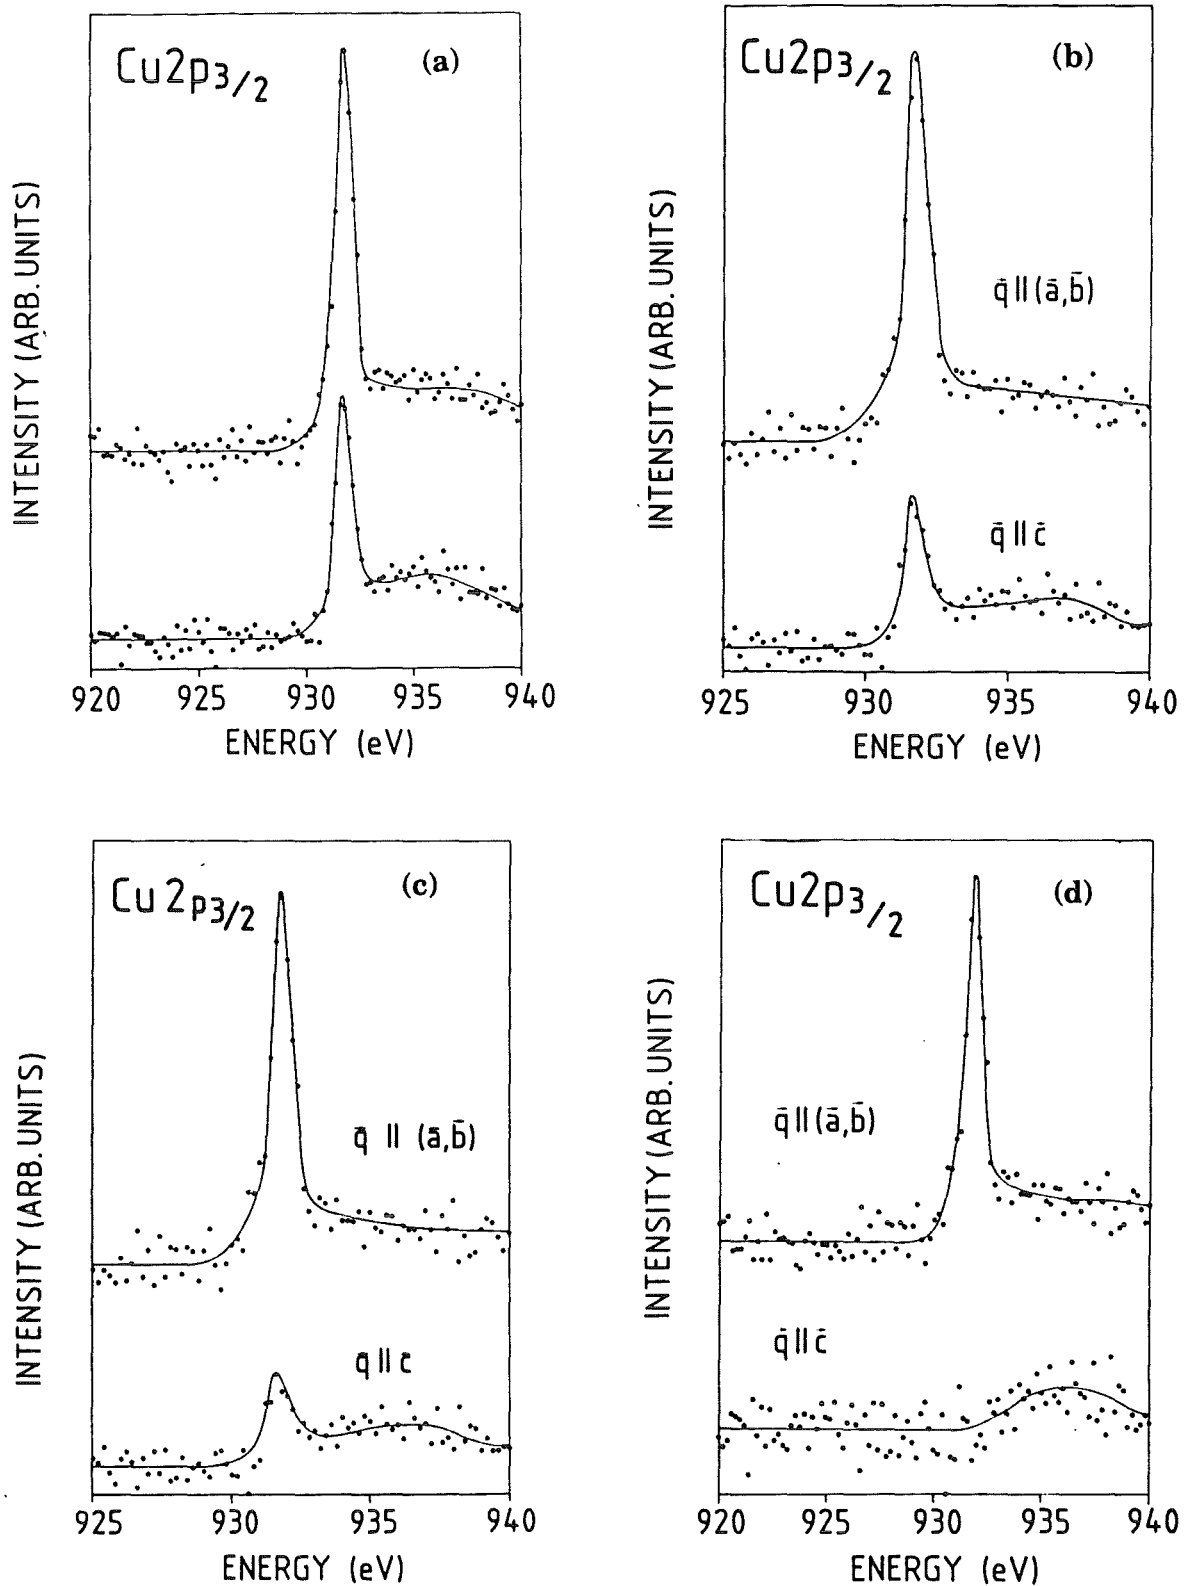 Cu2p3/2
(a)
INTENSITY (ARB. UNITS)
920 925 930 935 940
ENERGY (eV)
Cu2p3/2
(b)
INTENSITY (ARB. UNITS)
q̄ || (ā,b̄)
q̄ || c̄
925 930 935 940
ENERGY (eV)
Cu2p3/2
(c)
INTENSITY (ARB. UNITS)
q̄ || (ā,b̄)
q̄ || c̄
925 930 935 940
ENERGY (eV)
Cu2p3/2
(d)
INTENSITY (ARB. UNITS)
q̄ || (ā,b̄)
q̄ || c̄
920 925 930 935 940
ENERGY (eV)